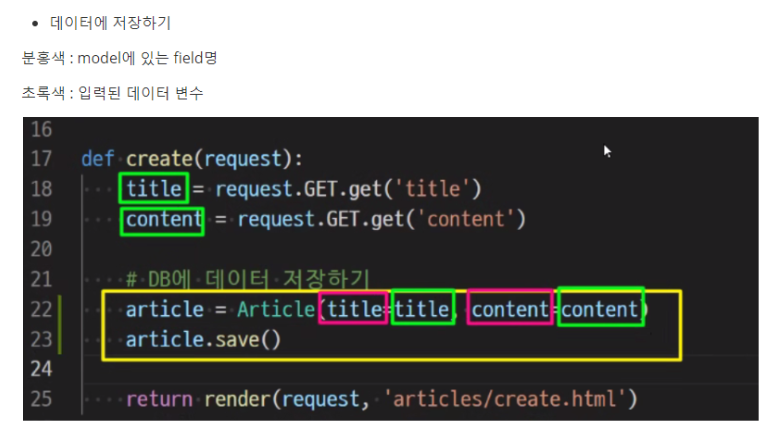 • 데이터에 저장하기
분홍색 : model에 있는 field명
초록색 : 입력된 데이터 변수
16
17 def create(request):
18 title = request.GET.get('title')
19 content = request.GET.get('content')
20
21 # DB에 데이터 저장하기
22 article = Article(title=title, content=content)
23 article.save()
24
25 return render(request, 'articles/create.html')